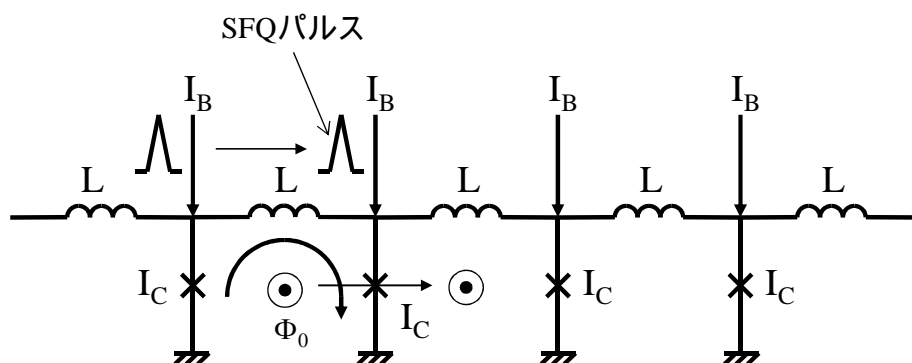 SFQパルス
I_B I_B I_B I_B
L L L L L
I_C I_C I_C I_C
Φ_0